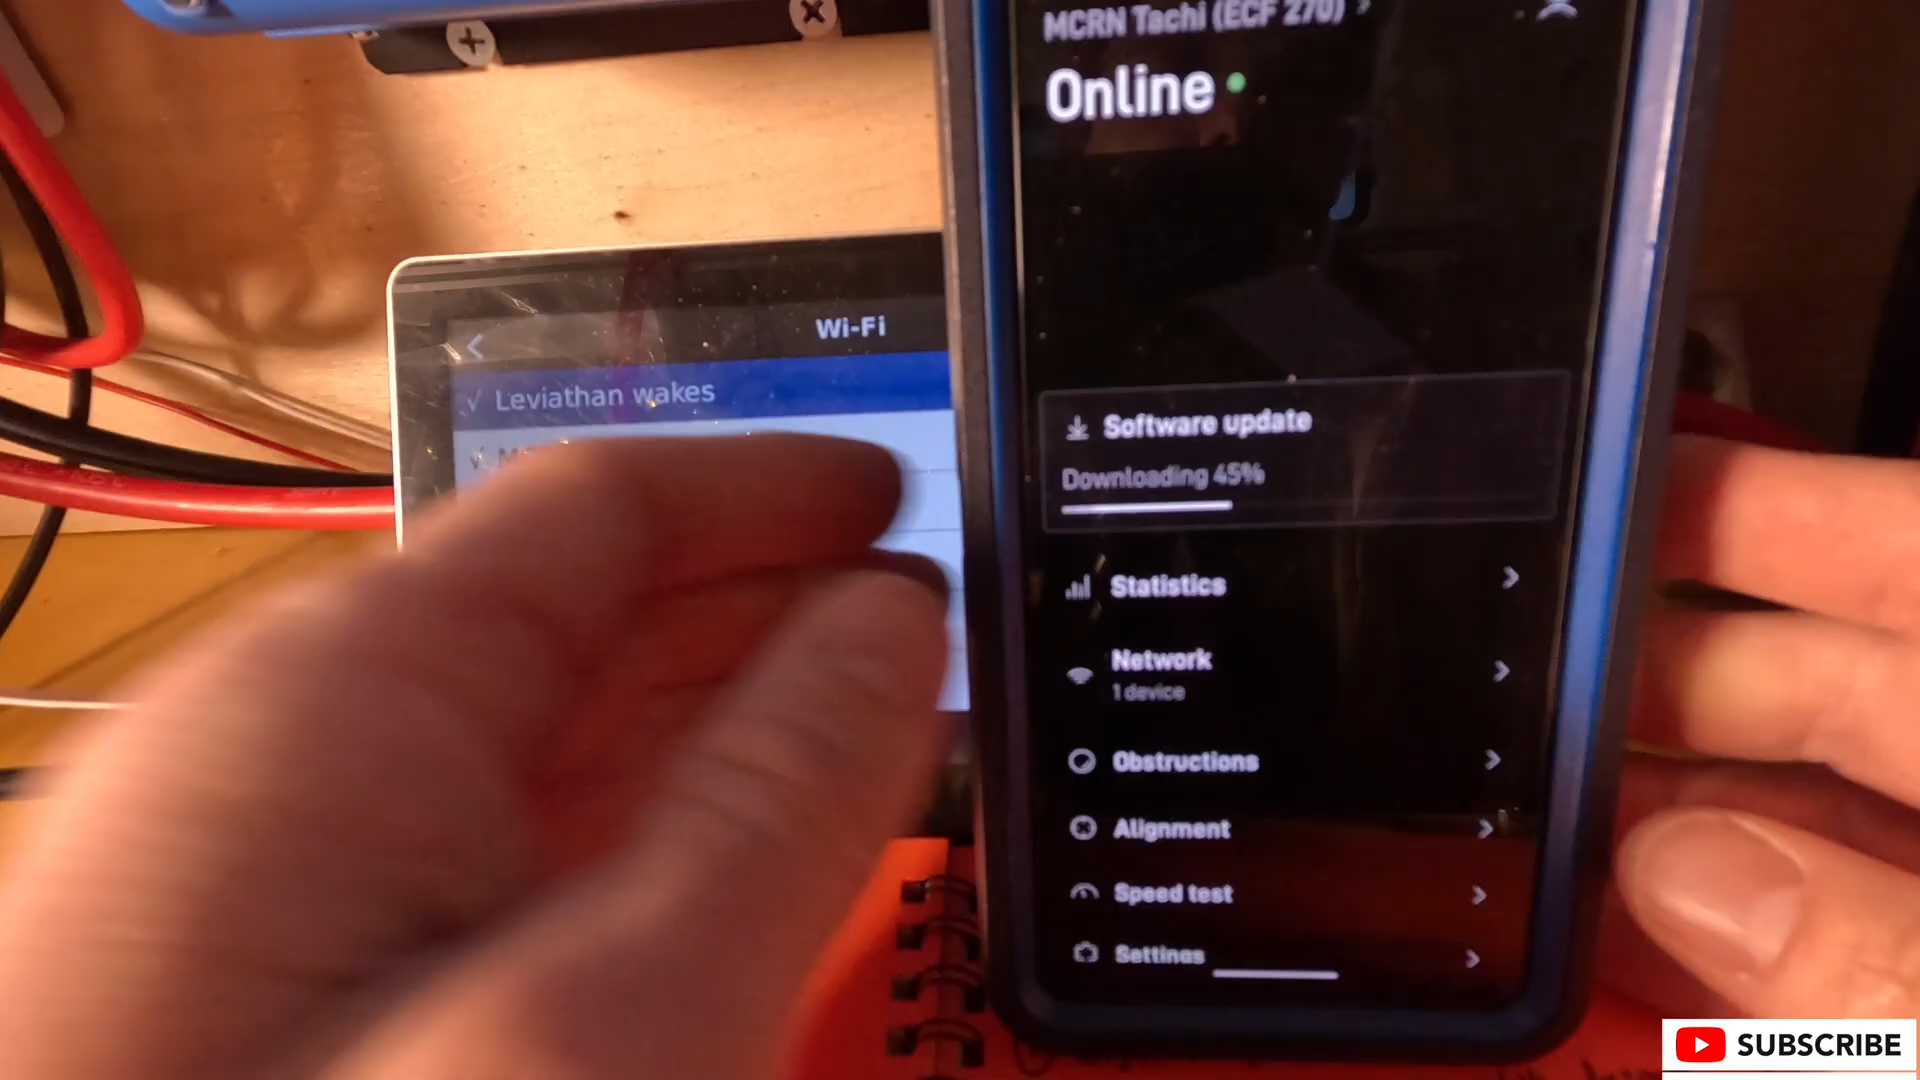 MCRN Tachi (ECF 270)
Online
Wi-Fi
Leviathan wakes
Software update
Downloading 45%
Statistics
Network
1 device
Obstructions
Alignment
Speed test
Settings
SUBSCRIBE